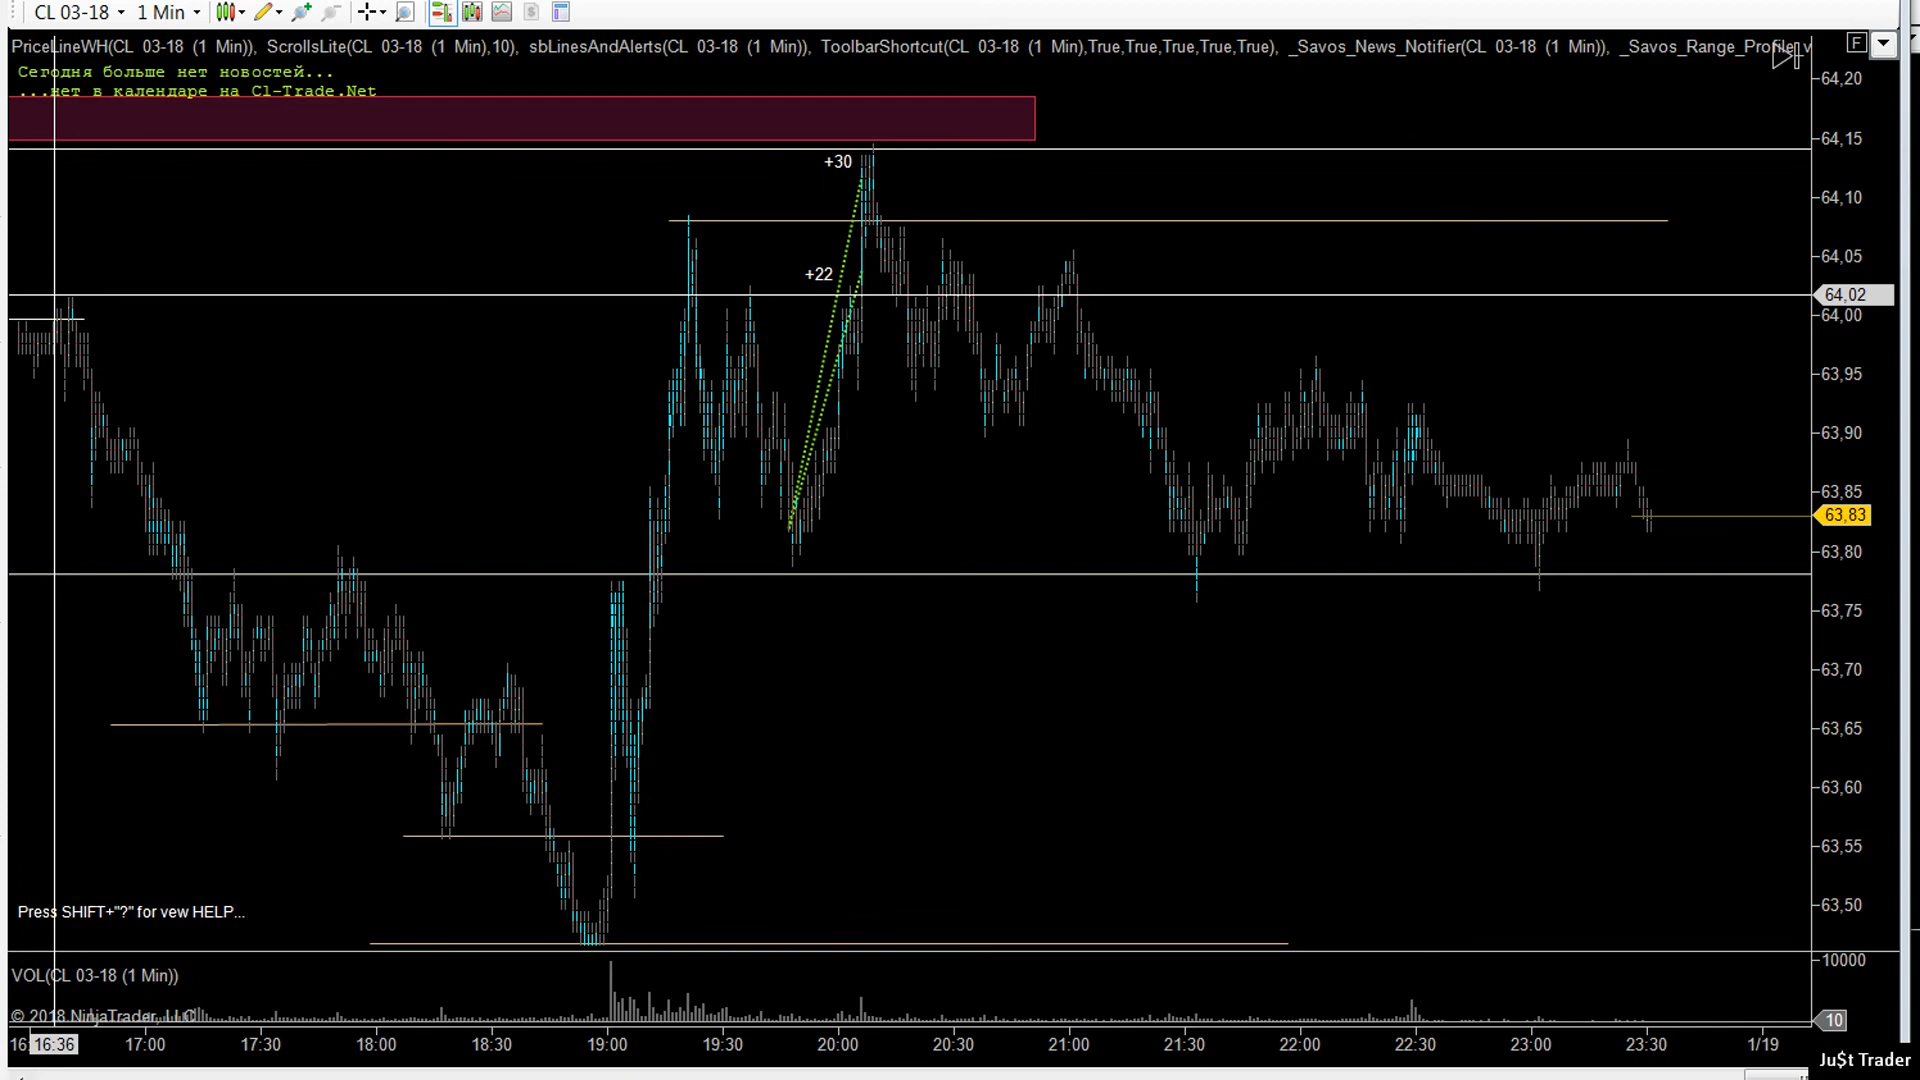 CL 03-18 1 Min
PriceLineWH(CL 03-18 (1 Min)), ScrollsLite(CL 03-18 (1 Min),10), sbLinesAndAlerts(CL 03-18 (1 Min)), ToolbarShortcut(CL 03-18 (1 Min),True,True,True,True,True), _Savos_News_Notifier(CL 03-18 (1 Min)), _Savos_Range_Profile_v
F
Сегодня больше нет новостей...
...нет в календаре на Cl-Trade.Net
64,20
64,15
+30
64,10
64,05
+22
64,02
64,00
63,95
63,90
63,85
63,83
63,80
63,75
63,70
63,65
63,60
63,55
63,50
Press SHIFT+"?" for vew HELP...
VOL(CL 03-18 (1 Min))
10000
© 2018 NinjaTrader, LLC
10
16: 16:36 17:00 17:30 18:00 18:30 19:00 19:30 20:00 20:30 21:00 21:30 22:00 22:30 23:00 23:30 1/19
Ju$t Trader